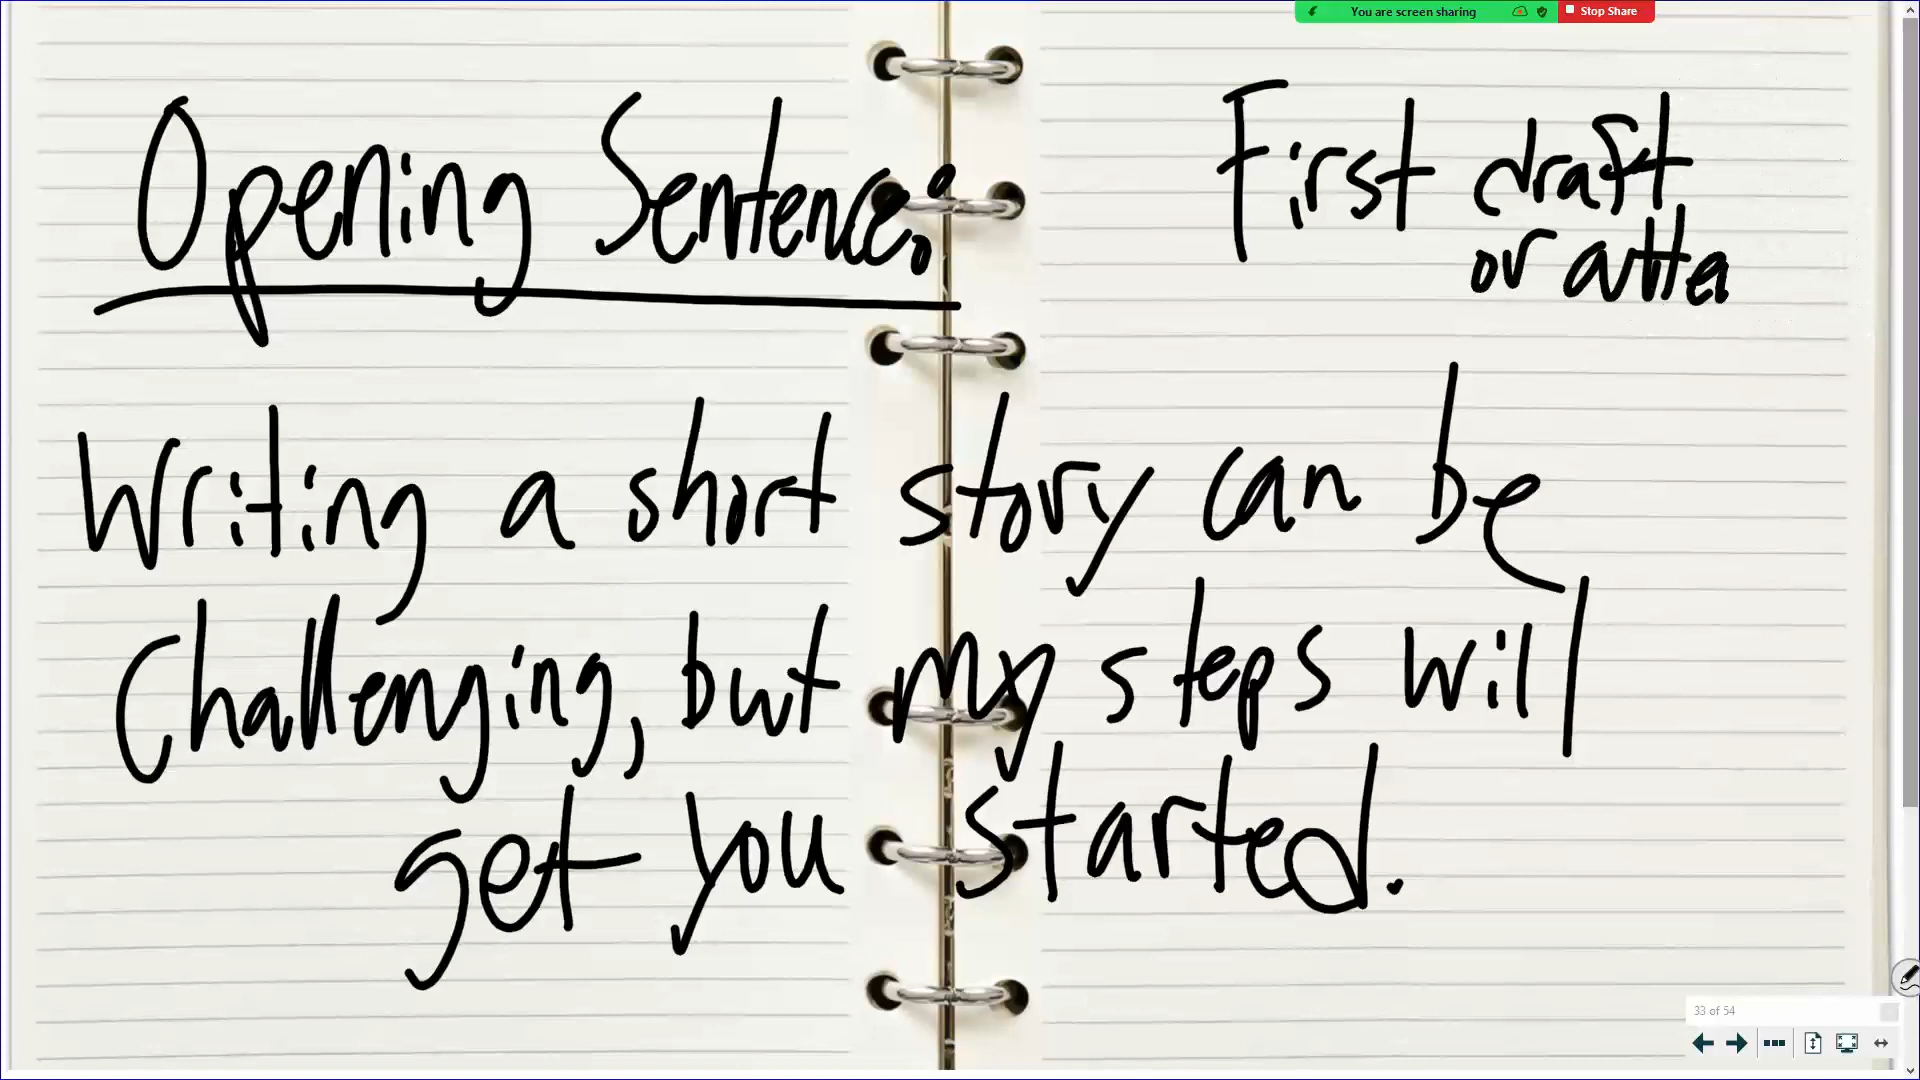 You are screen sharing Stop Share
Opening Sentence:
First draft
or atte
Writing a short story can be
Challenging, but my steps will
get you started.
33 of 54